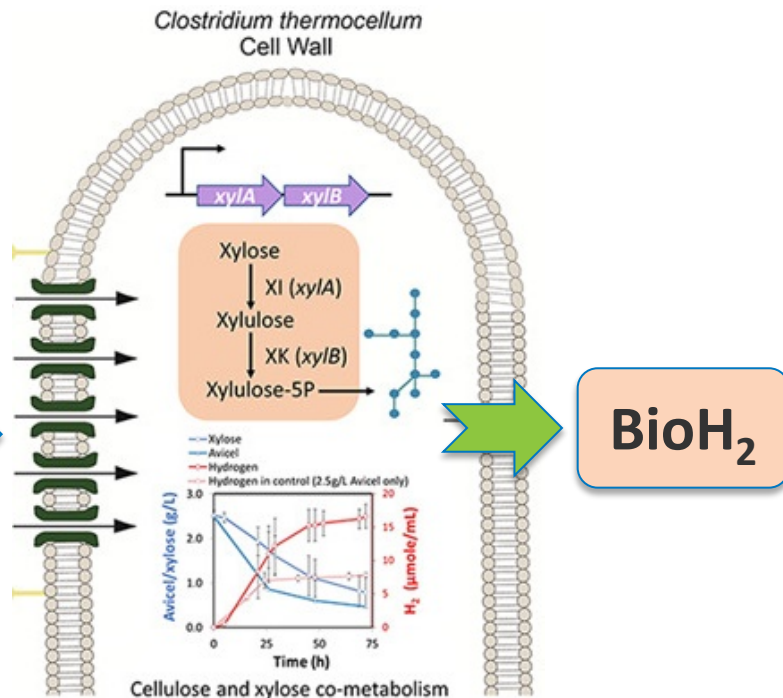 Clostridium thermocellum
Cell Wall
xylA
xylB
Xylose
XI (xylA)
Xylulose
XK (xylB)
Xylulose-5P
BioH₂
Xylose
Avicel
Hydrogen
Hydrogen in control (2.5g/L Avicel only)
Avicel/xylose (g/L)
3.0
2.0
1.0
0.0
20
15
10
5
0
H₂ (µmole/mL)
0
25
50
75
Time (h)
Cellulose and xylose co-metabolism